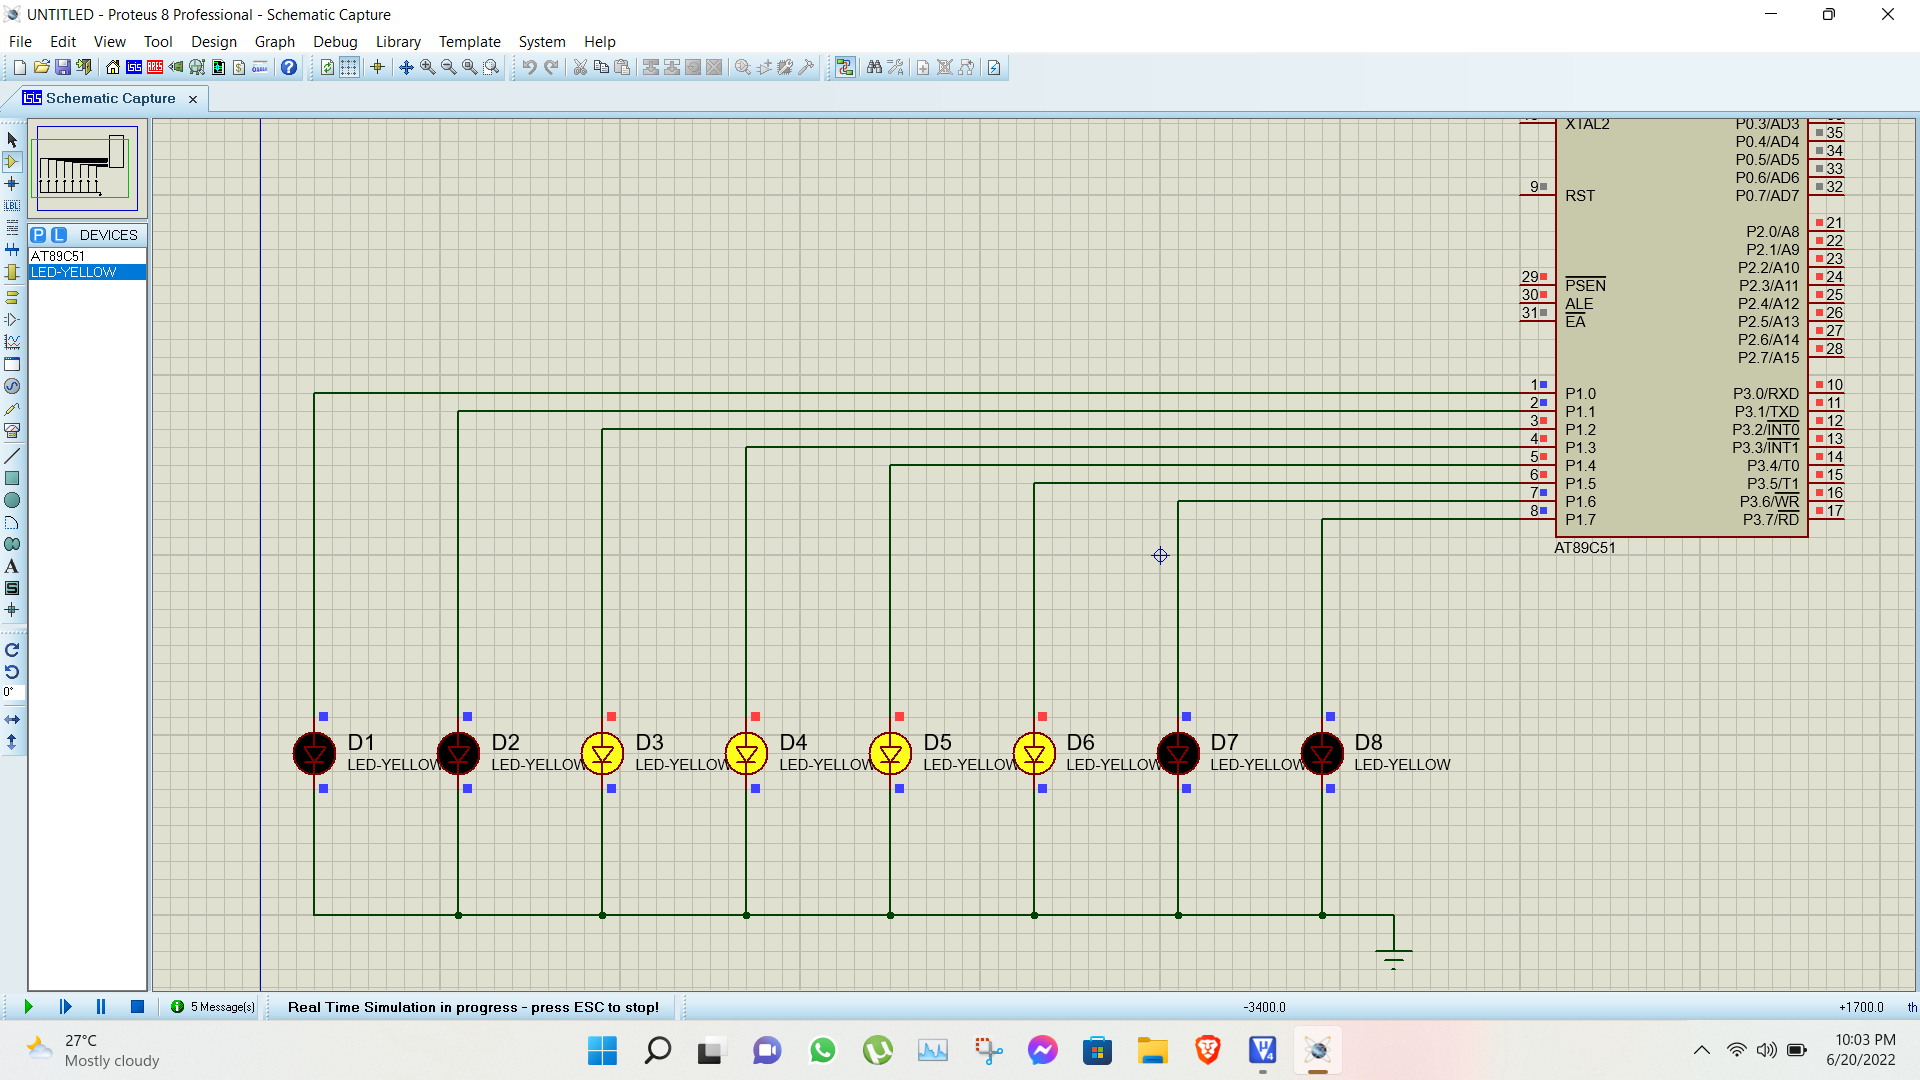 UNTITLED - Proteus 8 Professional - Schematic Capture
File Edit View Tool Design Graph Debug Library Template System Help
Schematic Capture
P L DEVICES
AT89C51
LED-YELLOW
LBL
0°
XTAL2
RST
PSEN
ALE
EA
P1.0
P1.1
P1.2
P1.3
P1.4
P1.5
P1.6
P1.7
9
29
30
31
1
2
3
4
5
6
7
8
P0.3/AD3
P0.4/AD4
P0.5/AD5
P0.6/AD6
P0.7/AD7
P2.0/A8
P2.1/A9
P2.2/A10
P2.3/A11
P2.4/A12
P2.5/A13
P2.6/A14
P2.7/A15
P3.0/RXD
P3.1/TXD
P3.2/INT0
P3.3/INT1
P3.4/T0
P3.5/T1
P3.6/WR
P3.7/RD
35
34
33
32
21
22
23
24
25
26
27
28
10
11
12
13
14
15
16
17
AT89C51
D1
LED-YELLOW
D2
LED-YELLOW
D3
LED-YELLOW
D4
LED-YELLOW
D5
LED-YELLOW
D6
LED-YELLOW
D7
LED-YELLOW
D8
LED-YELLOW
5 Message(s) Real Time Simulation in progress - press ESC to stop! -3400.0 +1700.0 th
27°C
Mostly cloudy
10:03 PM
6/20/2022